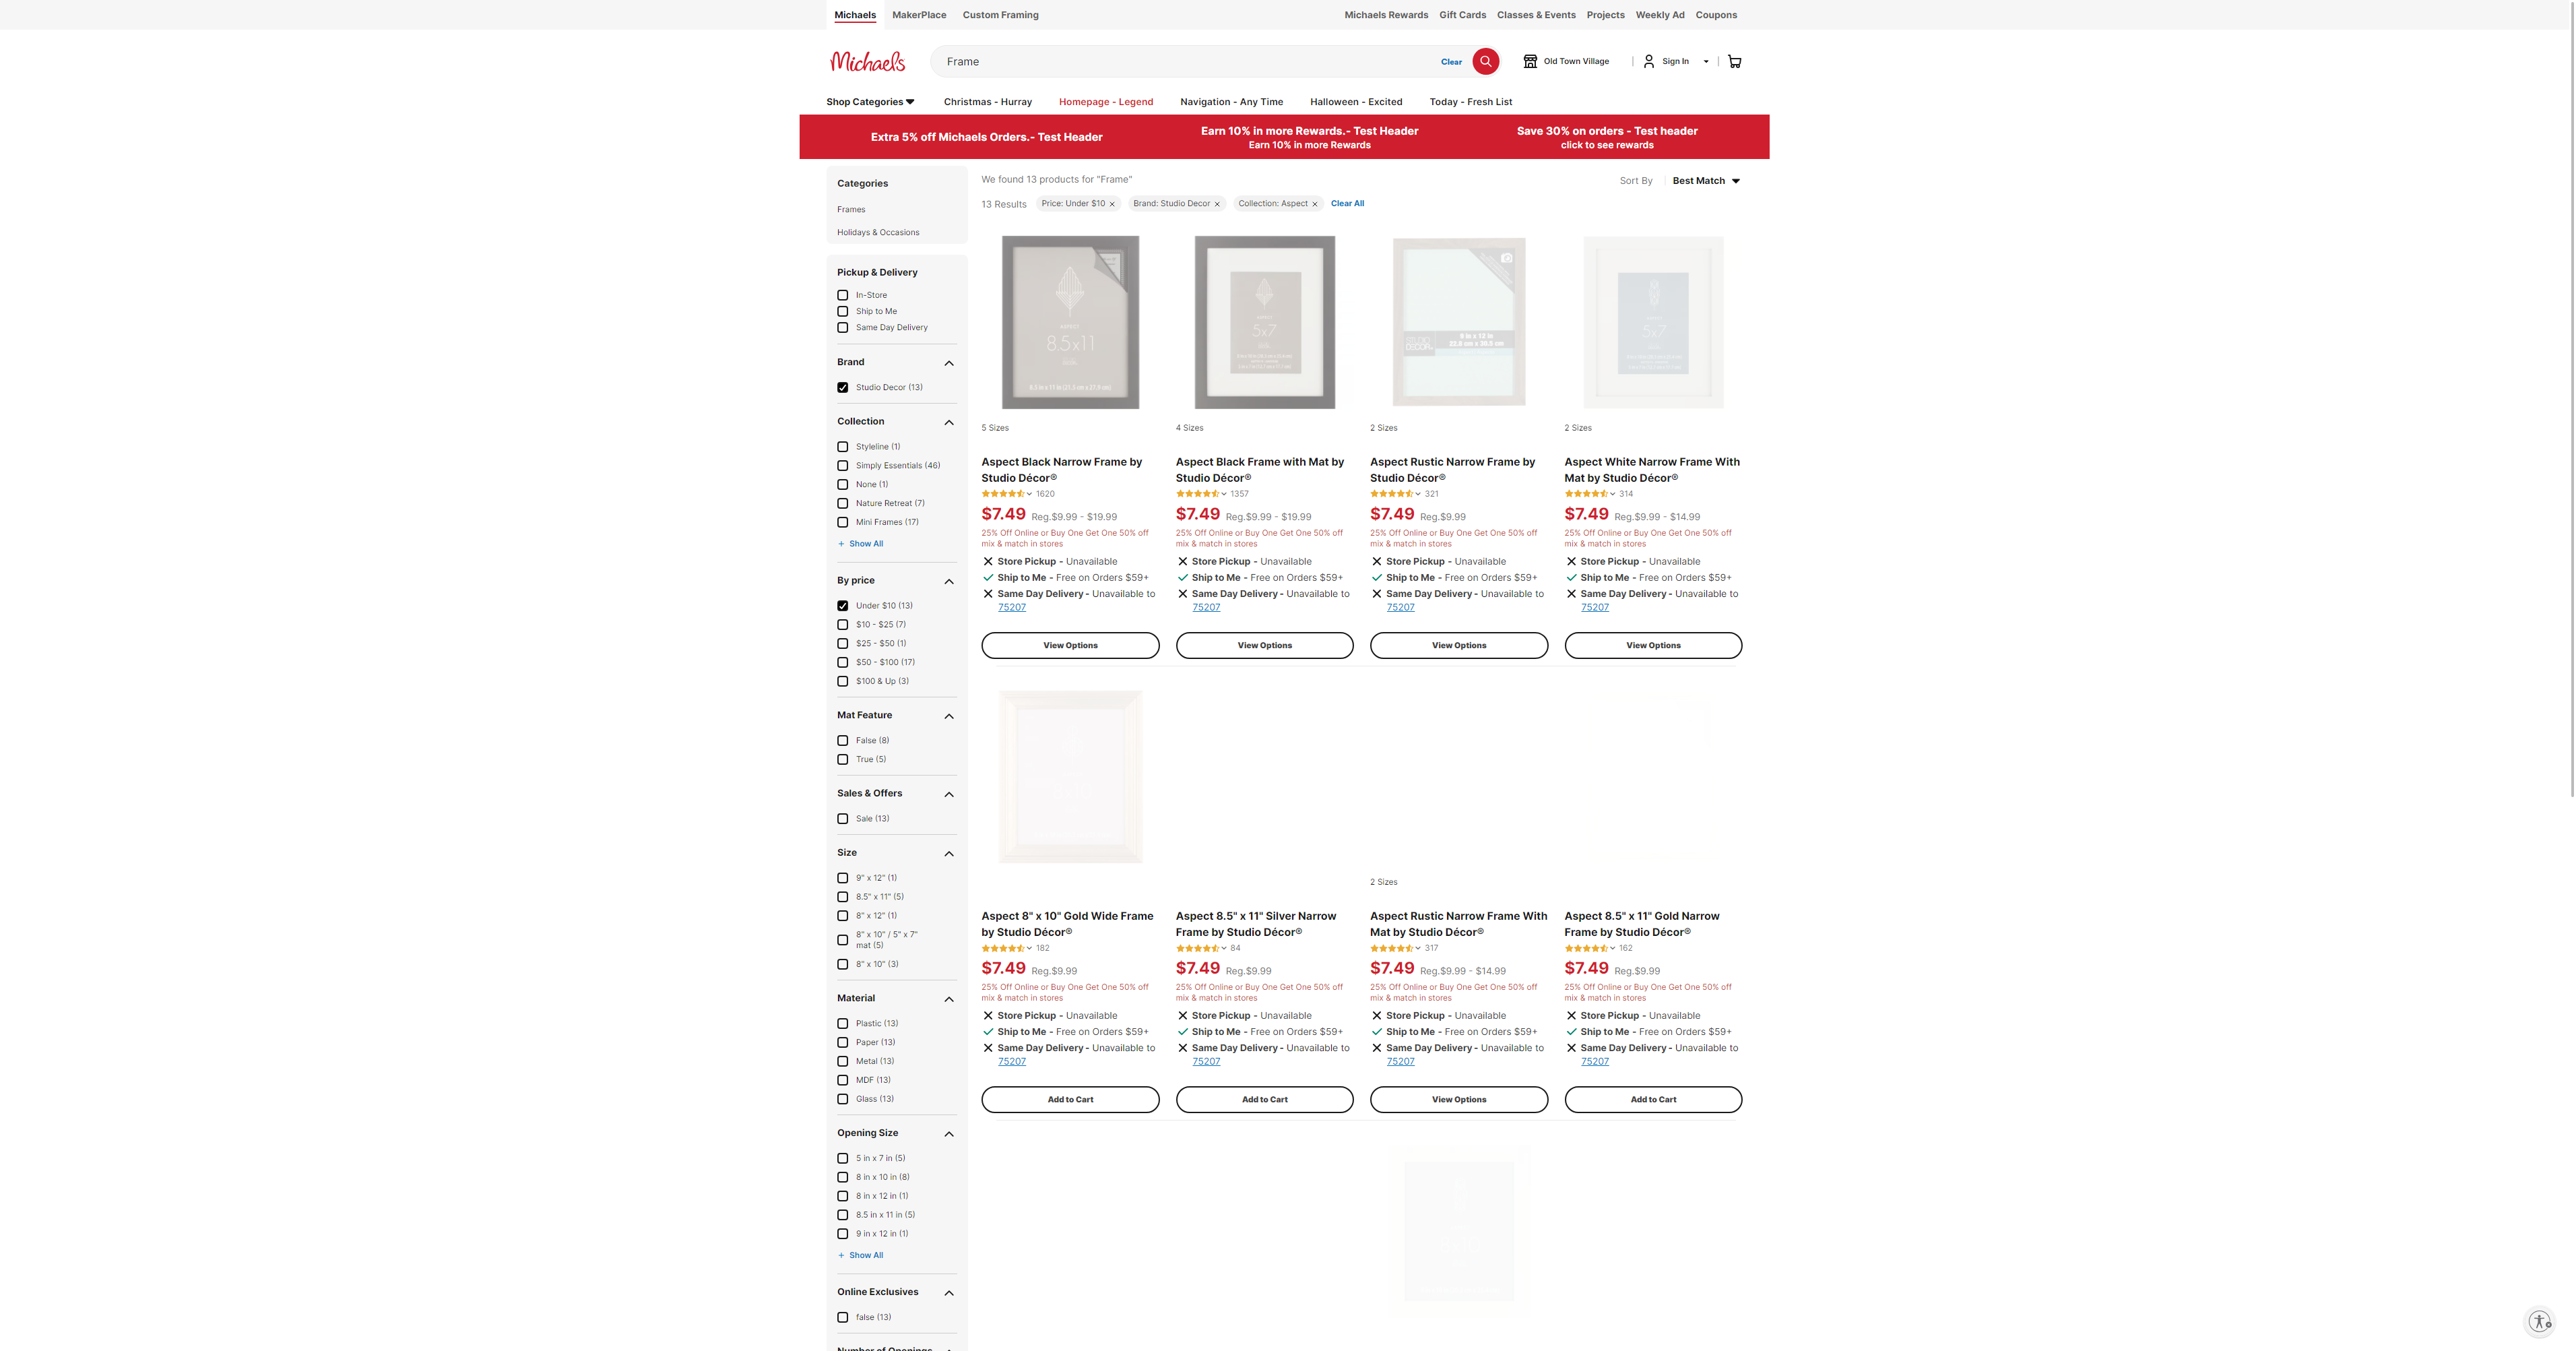 Michaels MakerPlace Custom Framing
Michaels Rewards Gift Cards Classes & Events Projects Weekly Ad Coupons
Michaels
Frame
Clear
Old Town Village
Sign In
Shop Categories Christmas - Hurray Homepage - Legend Navigation - Any Time Halloween - Excited Today - Fresh List
Extra 5% off Michaels Orders.- Test Header
Earn 10% in more Rewards.- Test Header
Earn 10% in more Rewards
Save 30% on orders - Test header
click to see rewards
Categories
Frames
Holidays & Occasions
Pickup & Delivery
In-Store
Ship to Me
Same Day Delivery
Brand
Studio Decor (13)
Collection
Styleline (1)
Simply Essentials (46)
None (1)
Nature Retreat (7)
Mini Frames (17)
+ Show All
By price
Under $10 (13)
$10 - $25 (7)
$25 - $50 (1)
$50 - $100 (17)
$100 & Up (3)
Mat Feature
False (8)
True (5)
Sales & Offers
Sale (13)
Size
9" x 12" (1)
8.5" x 11" (5)
8" x 12" (1)
8" x 10" / 5" x 7"
mat (5)
8" x 10" (3)
Material
Plastic (13)
Paper (13)
Metal (13)
MDF (13)
Glass (13)
Opening Size
5 in x 7 in (5)
8 in x 10 in (8)
8 in x 12 in (1)
8.5 in x 11 in (5)
9 in x 12 in (1)
+ Show All
Online Exclusives
false (13)
Number of Openings
We found 13 products for "Frame"
Sort By Best Match
13 Results Price: Under $10 Brand: Studio Decor Collection: Aspect Clear All
8.5x11
5 Sizes
Aspect Black Narrow Frame by
Studio Décor®
1620
$7.49 Reg.$9.99 - $19.99
25% Off Online or Buy One Get One 50% off
mix & match in stores
Store Pickup - Unavailable
Ship to Me - Free on Orders $59+
Same Day Delivery - Unavailable to
75207
View Options
5x7
4 Sizes
Aspect Black Frame with Mat by
Studio Décor®
1357
$7.49 Reg.$9.99 - $19.99
25% Off Online or Buy One Get One 50% off
mix & match in stores
Store Pickup - Unavailable
Ship to Me - Free on Orders $59+
Same Day Delivery - Unavailable to
75207
View Options
STUDIO
DECOR
9 in x 12 in
2 Sizes
Aspect Rustic Narrow Frame by
Studio Décor®
321
$7.49 Reg.$9.99
25% Off Online or Buy One Get One 50% off
mix & match in stores
Store Pickup - Unavailable
Ship to Me - Free on Orders $59+
Same Day Delivery - Unavailable to
75207
View Options
5x7
2 Sizes
Aspect White Narrow Frame With
Mat by Studio Décor®
314
$7.49 Reg.$9.99 - $14.99
25% Off Online or Buy One Get One 50% off
mix & match in stores
Store Pickup - Unavailable
Ship to Me - Free on Orders $59+
Same Day Delivery - Unavailable to
75207
View Options
Aspect 8" x 10" Gold Wide Frame
by Studio Décor®
182
$7.49 Reg.$9.99
25% Off Online or Buy One Get One 50% off
mix & match in stores
Store Pickup - Unavailable
Ship to Me - Free on Orders $59+
Same Day Delivery - Unavailable to
75207
Add to Cart
Aspect 8.5" x 11" Silver Narrow
Frame by Studio Décor®
84
$7.49 Reg.$9.99
25% Off Online or Buy One Get One 50% off
mix & match in stores
Store Pickup - Unavailable
Ship to Me - Free on Orders $59+
Same Day Delivery - Unavailable to
75207
Add to Cart
2 Sizes
Aspect Rustic Narrow Frame With
Mat by Studio Décor®
317
$7.49 Reg.$9.99 - $14.99
25% Off Online or Buy One Get One 50% off
mix & match in stores
Store Pickup - Unavailable
Ship to Me - Free on Orders $59+
Same Day Delivery - Unavailable to
75207
View Options
Aspect 8.5" x 11" Gold Narrow
Frame by Studio Décor®
162
$7.49 Reg.$9.99
25% Off Online or Buy One Get One 50% off
mix & match in stores
Store Pickup - Unavailable
Ship to Me - Free on Orders $59+
Same Day Delivery - Unavailable to
75207
Add to Cart